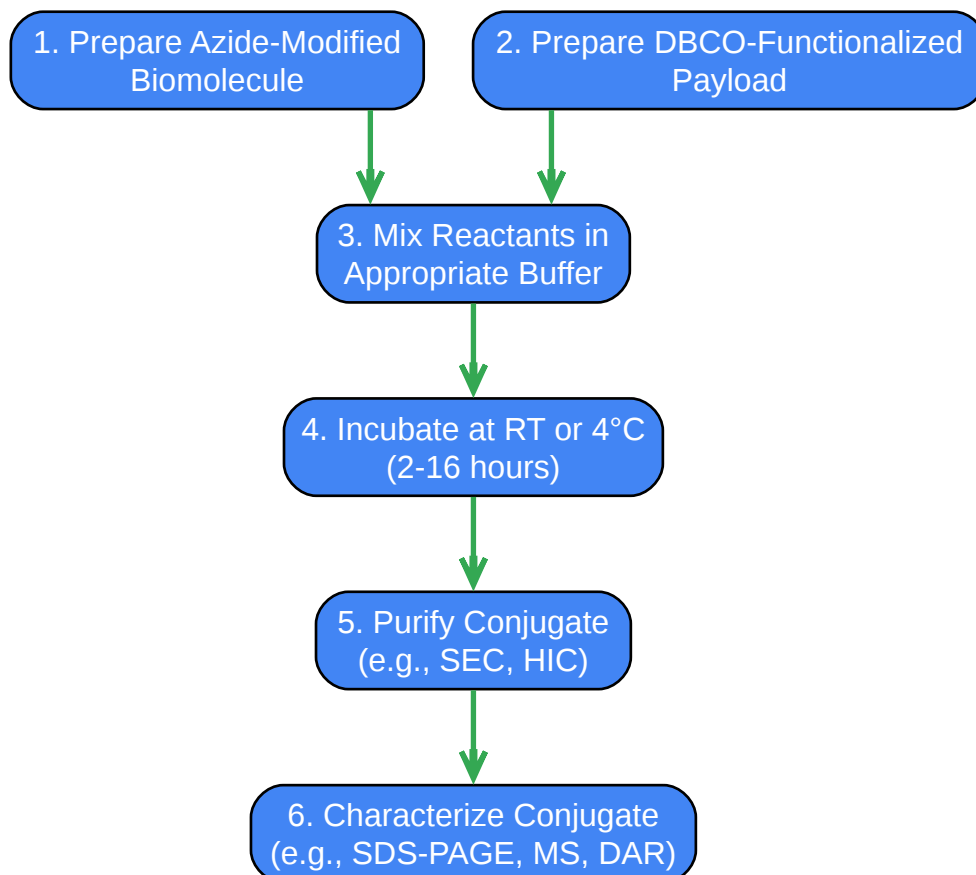 1. Prepare Azide-Modified
Biomolecule
2. Prepare DBCO-Functionalized
Payload
3. Mix Reactants in
Appropriate Buffer
4. Incubate at RT or 4°C
(2-16 hours)
5. Purify Conjugate
(e.g., SEC, HIC)
6. Characterize Conjugate
(e.g., SDS-PAGE, MS, DAR)